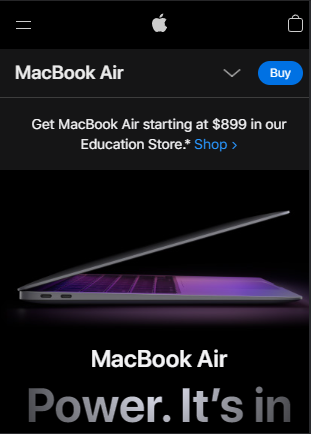 MacBook Air
Buy
Get MacBook Air starting at $899 in our
Education Store.* Shop >
MacBook Air
Power. It's in